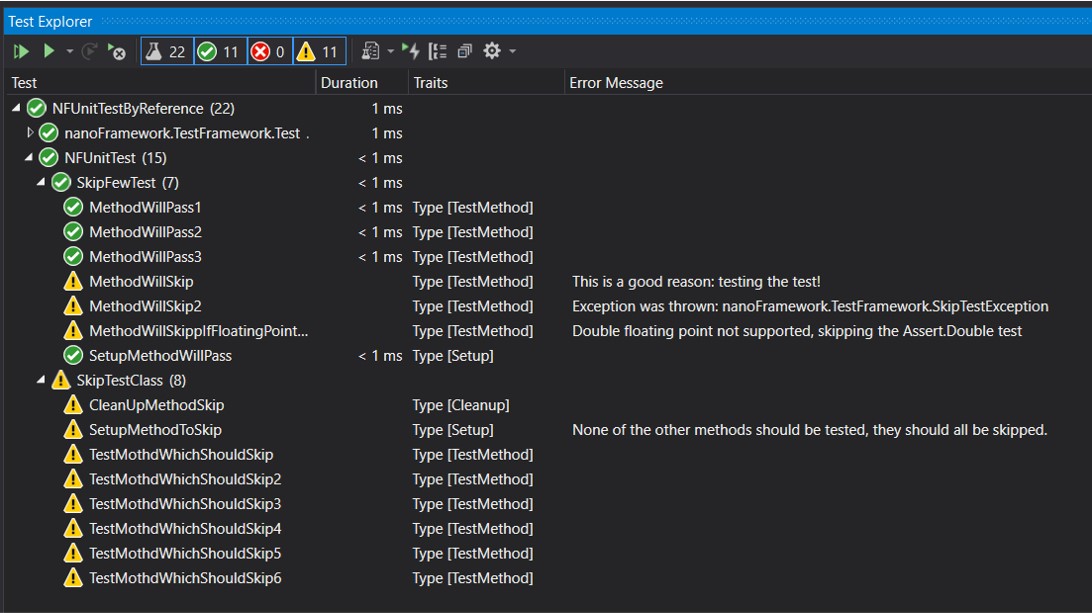 Test Explorer
22 11 0 11
Test Duration Traits Error Message
NFUnitTestByReference (22) 1 ms
nanoFramework.TestFramework.Test . 1 ms
NFUnitTest (15) < 1 ms
SkipFewTest (7) < 1 ms
MethodWillPass1 < 1 ms Type [TestMethod]
MethodWillPass2 < 1 ms Type [TestMethod]
MethodWillPass3 < 1 ms Type [TestMethod]
MethodWillSkip Type [TestMethod] This is a good reason: testing the test!
MethodWillSkip2 Type [TestMethod] Exception was thrown: nanoFramework.TestFramework.SkipTestException
MethodWillSkippIfFloatingPoint... Type [TestMethod] Double floating point not supported, skipping the Assert.Double test
SetupMethodWillPass < 1 ms Type [Setup]
SkipTestClass (8)
CleanUpMethodSkip Type [Cleanup]
SetupMethodToSkip Type [Setup] None of the other methods should be tested, they should all be skipped.
TestMothdWhichShouldSkip Type [TestMethod]
TestMothdWhichShouldSkip2 Type [TestMethod]
TestMothdWhichShouldSkip3 Type [TestMethod]
TestMothdWhichShouldSkip4 Type [TestMethod]
TestMothdWhichShouldSkip5 Type [TestMethod]
TestMothdWhichShouldSkip6 Type [TestMethod]